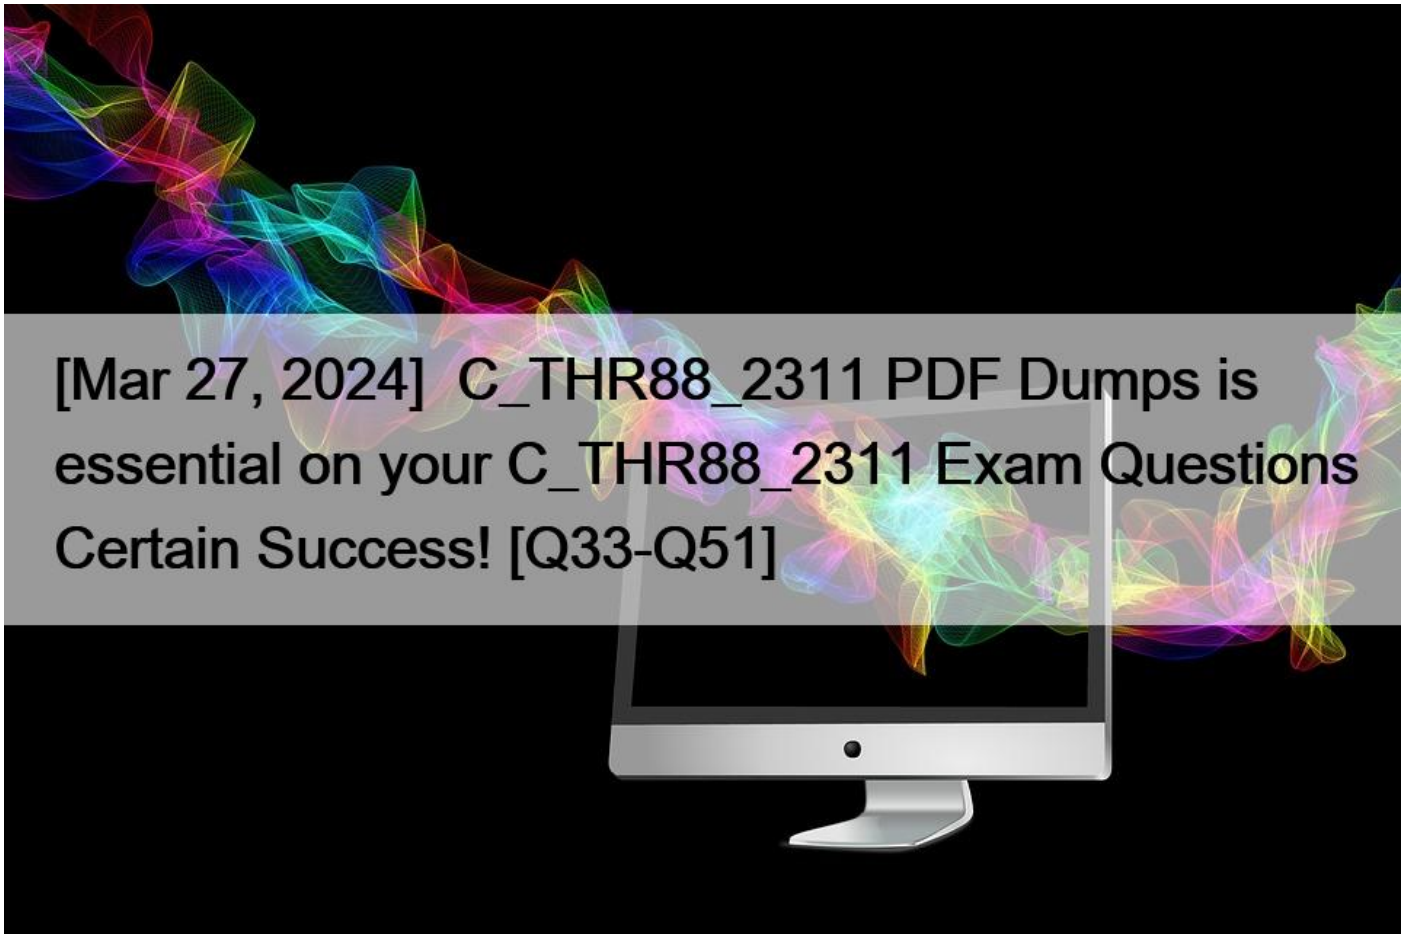 [Mar 27, 2024]  C_THR88_2311 PDF Dumps is
essential on your C_THR88_2311 Exam Questions
Certain Success! [Q33-Q51]